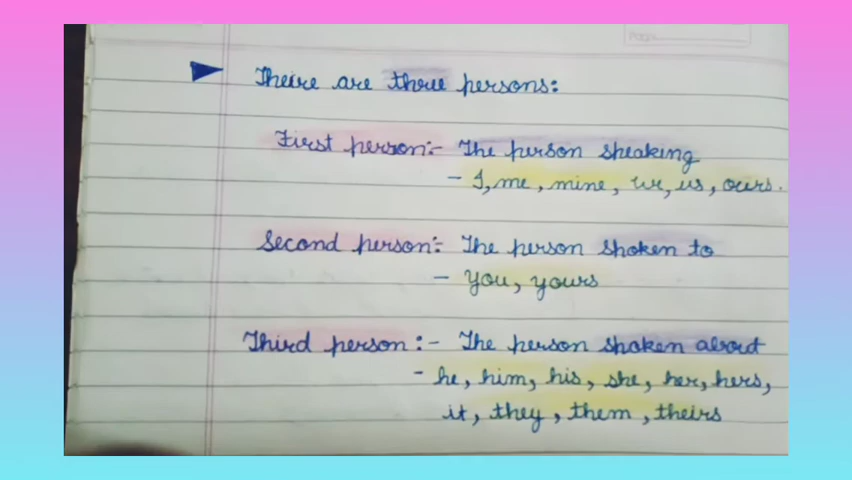 There are three persons:
First person:- The person speaking
- I, me, mine, we, us, ours.
Second person:- The person spoken to
- you, yours
Third person :- The person spoken about
- he, him, his, she, her, hers,
it, they, them, theirs